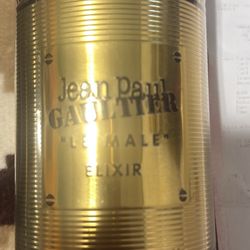 Jean Paul
GAULTIER
"LE MALE"
ELIXIR